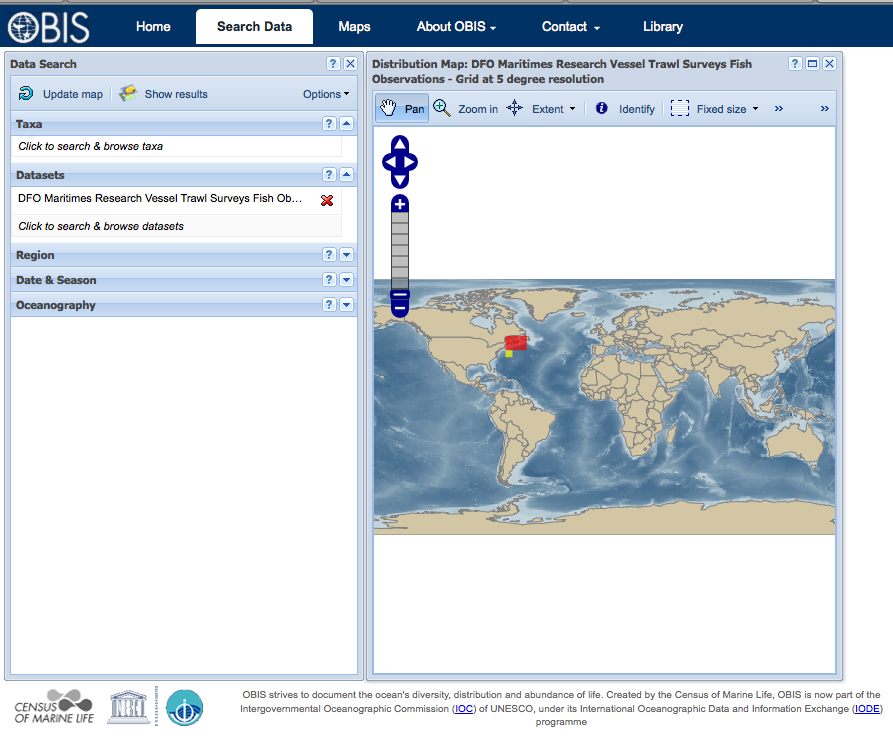 OBIS
Home
Search Data
Maps
About OBIS
Contact
Library
Data Search
?
Update map
Show results
Options
Taxa
?
Click to search & browse taxa
Datasets
?
DFO Maritimes Research Vessel Trawl Surveys Fish Ob...
Click to search & browse datasets
Region
?
Date & Season
?
Oceanography
?
Distribution Map: DFO Maritimes Research Vessel Trawl Surveys Fish
Observations - Grid at 5 degree resolution
?
Pan
Zoom in
Extent
Identify
Fixed size
»
»
CENSUS
OF MARINE LIFE
UNESCO
OBIS strives to document the ocean's diversity, distribution and abundance of life. Created by the Census of Marine Life, OBIS is now part of the
Intergovernmental Oceanographic Commission (IOC) of UNESCO, under its International Oceanographic Data and Information Exchange (IODE)
programme